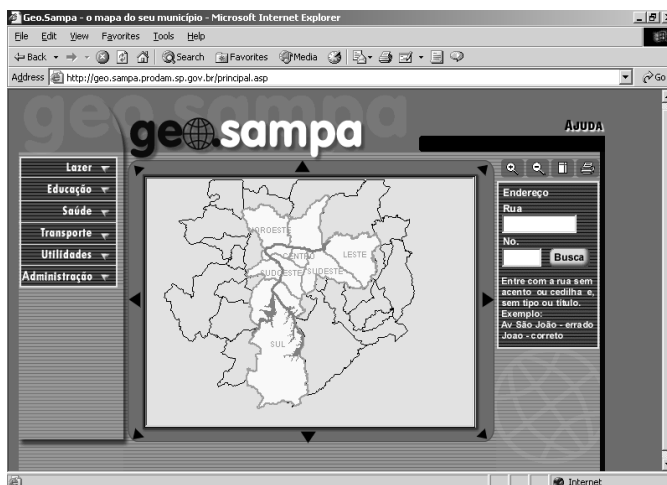 Geo.Sampa - o mapa do seu município - Microsoft Internet Explorer
File Edit View Favorites Tools Help
Back Search Favorites Media
Address http://geo.sampa.prodam.sp.gov.br/principal.asp Go
geo.sampa
geo.sampa
AJUDA
Lazer
Educação
Saúde
Transporte
Utilidades
Administração
NOROESTE
CENTRO
LESTE
SUDOESTE
SUDESTE
SUL
Endereço
Rua
No.
Busca
Entre com a rua sem
acento ou cedilha e,
sem tipo ou título.
Exemplo:
Av São João - errado
Joao - correto
Internet